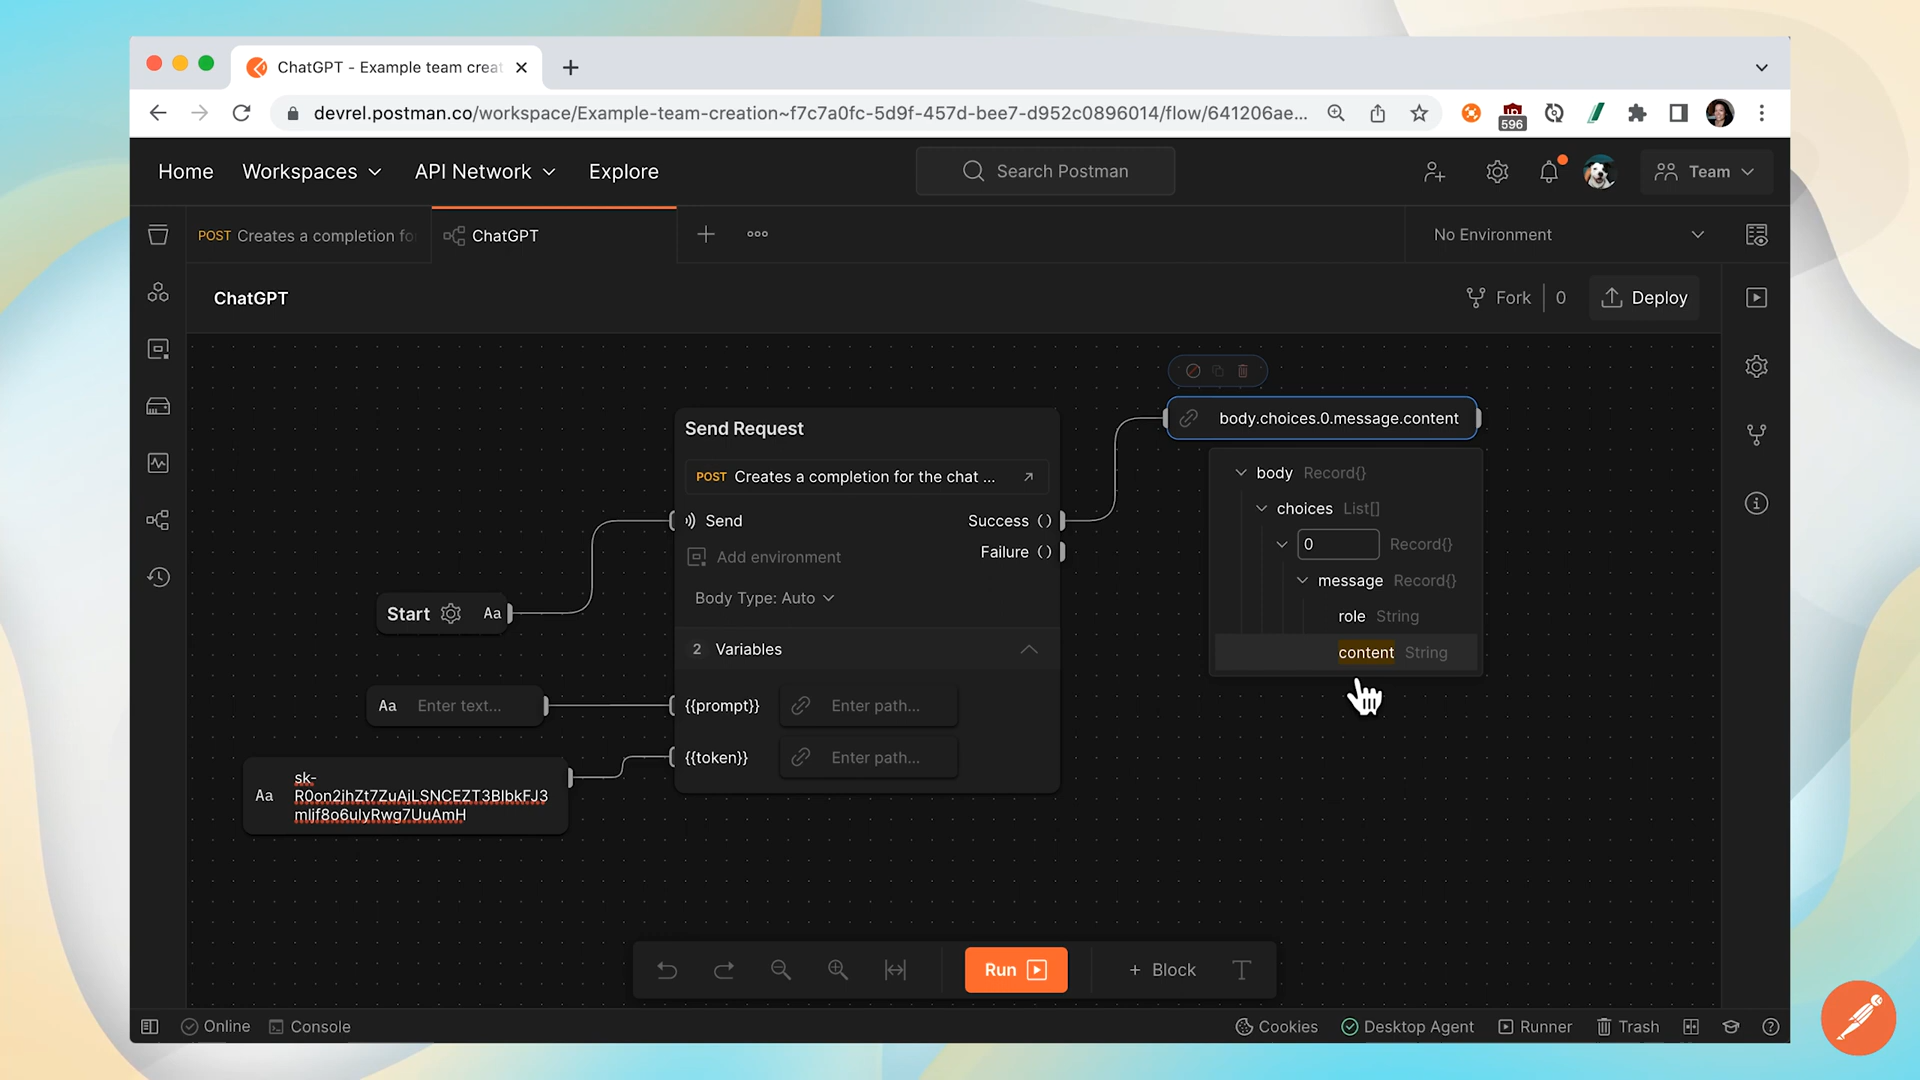 ChatGPT - Example team crea
devrel.postman.co/workspace/Example-team-creation~f7c7a0fc-5d9f-457d-bee7-d952c0896014/flow/641206ae...
596
Home Workspaces API Network Explore
Search Postman
Team
POST Creates a completion fo
ChatGPT
No Environment
ChatGPT
Fork 0
Deploy
body.choices.0.message.content
Send Request
POST Creates a completion for the chat ...
body Record{}
choices List[]
0 Record{}
message Record{}
role String
content String
Send
Success ()
Add environment
Failure ()
Body Type: Auto
Start Aa
2 Variables
Aa Enter text...
{{prompt}} Enter path...
{{token}} Enter path...
Aa
sk-
R0on2jhZt7ZuAjLSNCEZT3BlbkFJ3
mljf8o6ulyRwg7UuAmH
Run
+ Block
Online Console
Cookies Desktop Agent Runner Trash